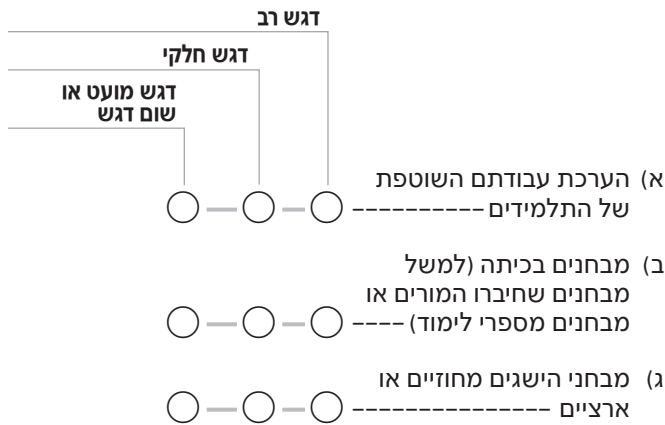 דגש רב
דגש חלקי
דגש מועט או
שום דגש
א) הערכת עבודתם השוטפת
של התלמידים ----------
ב) מבחנים בכיתה (למשל
מבחנים שחיברו המורים או
מבחנים מספרי לימוד) ----
ג) מבחני הישגים מחוזיים או
ארציים ---------------